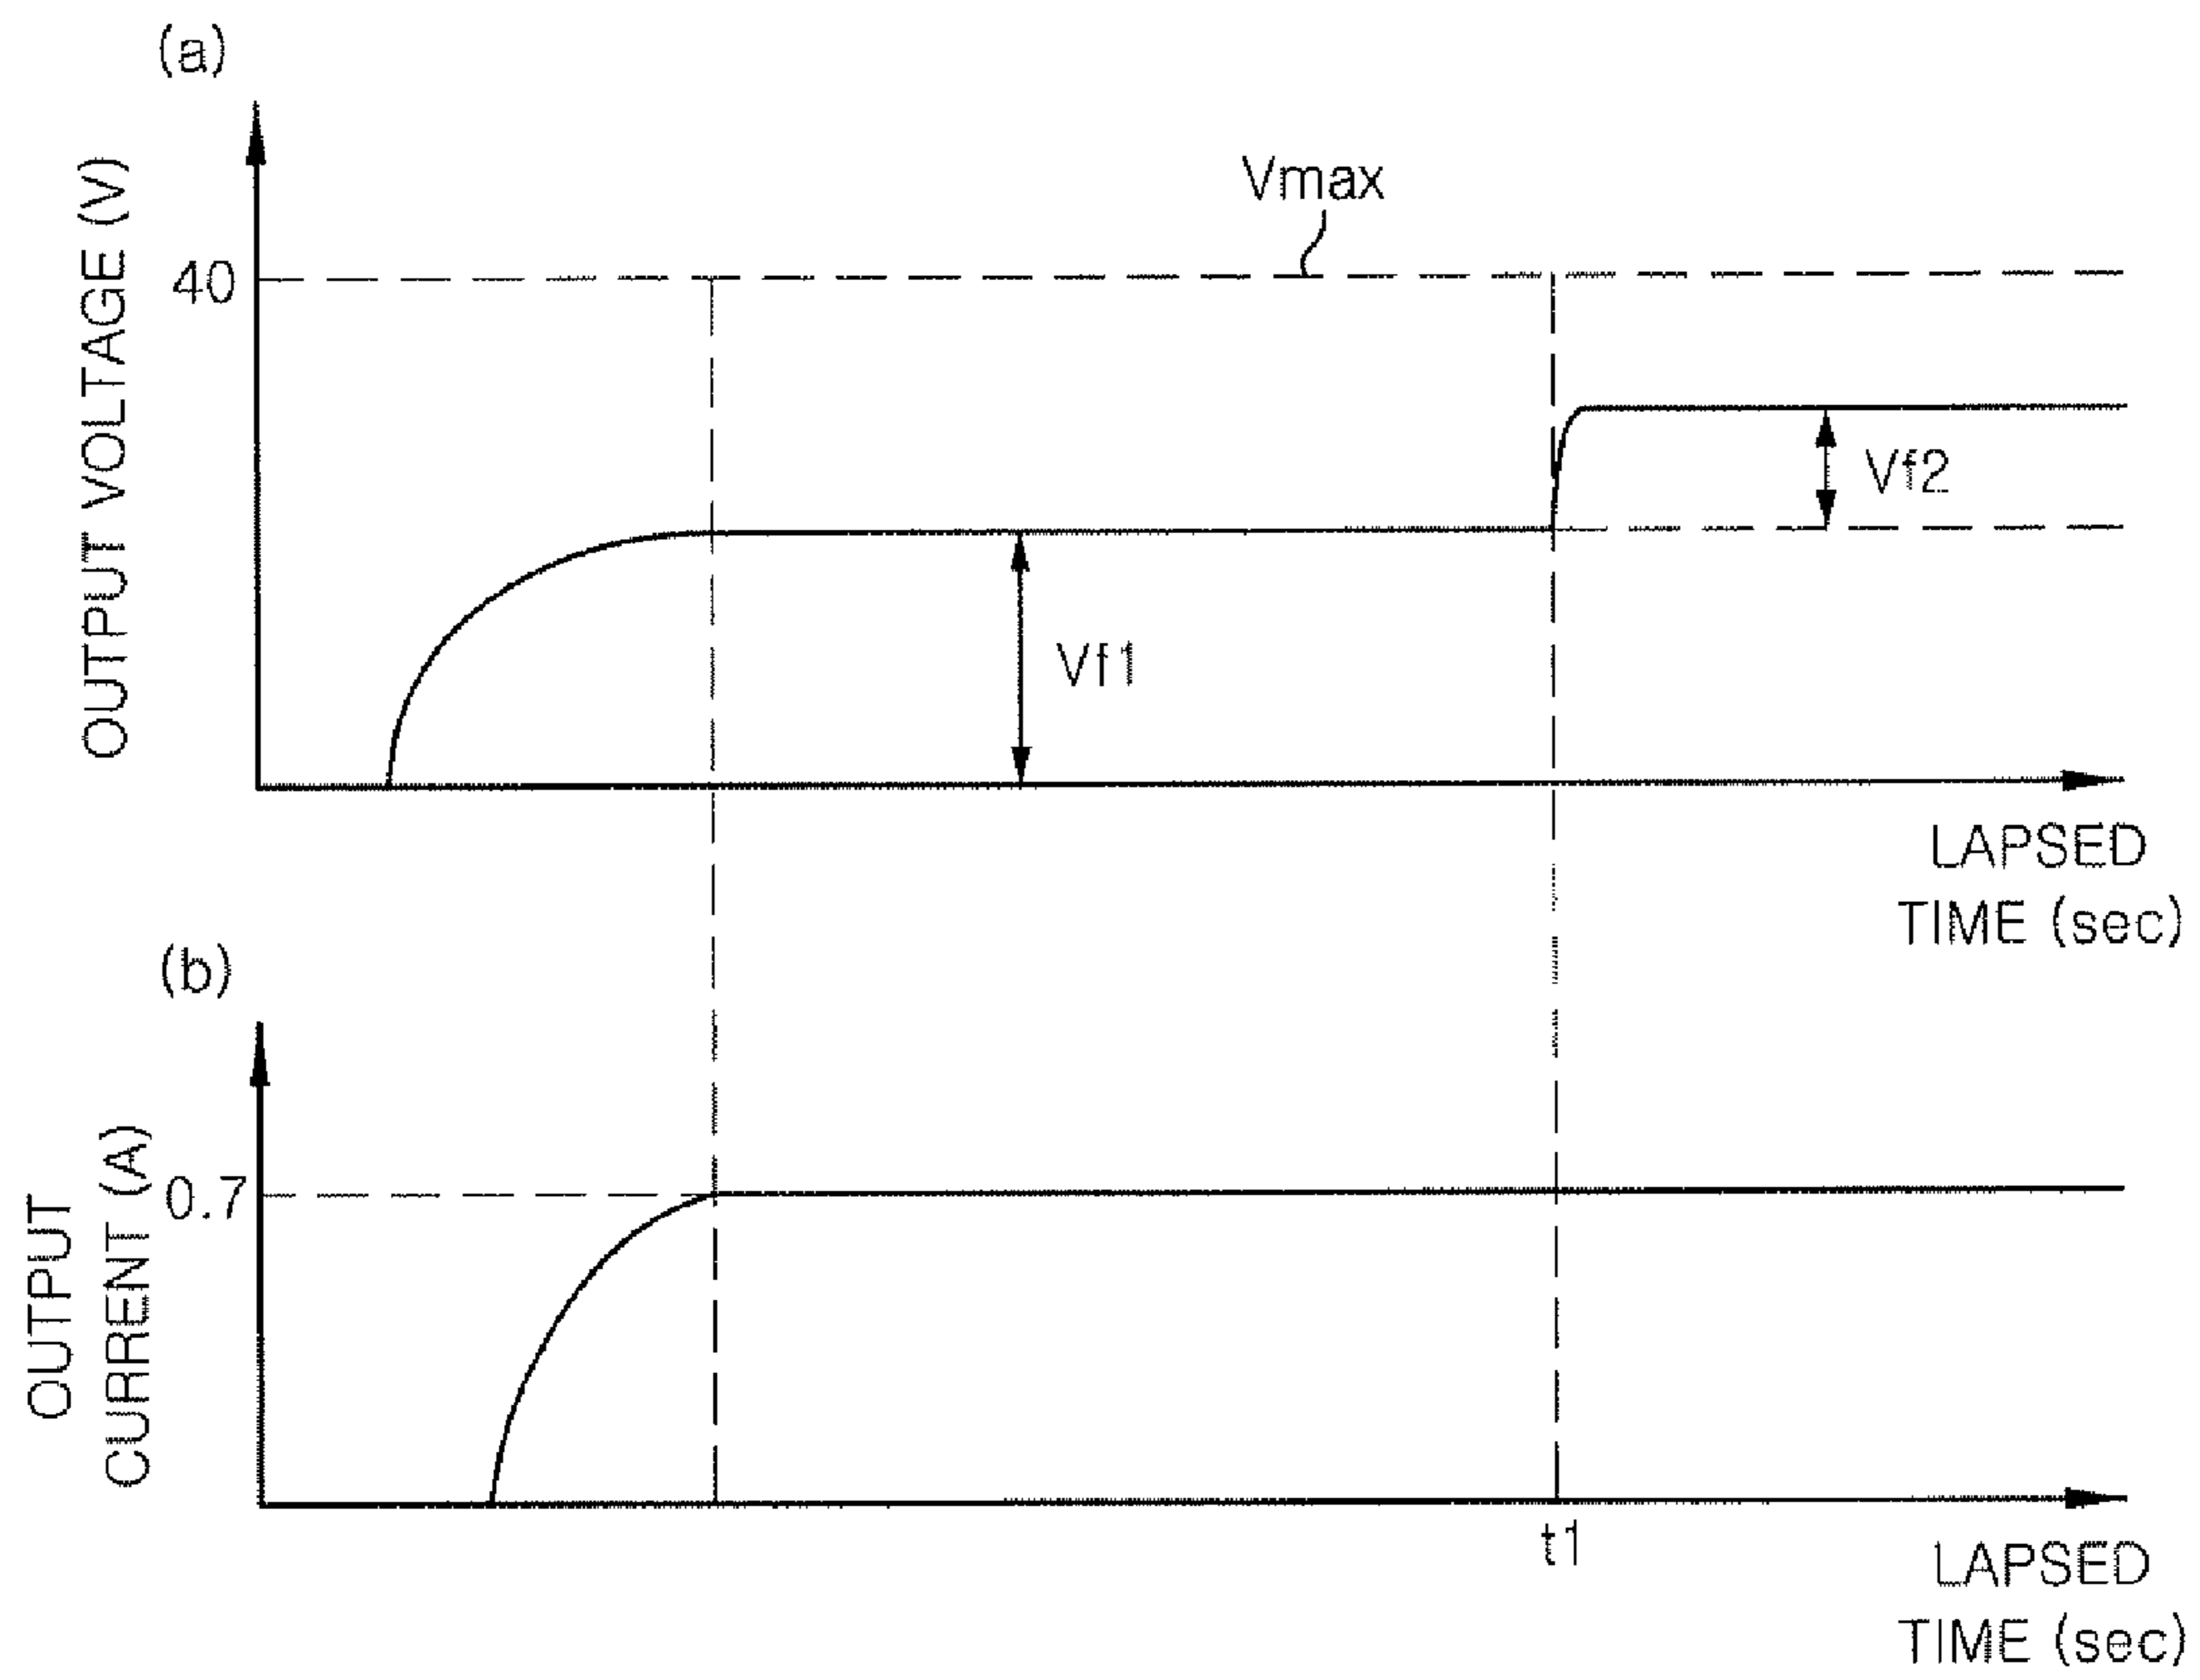 (a)
OUTPUT VOLTAGE (V)
40
Vmax
Vf2
Vf1
LAPSED
TIME (sec)
(b)
OUTPUT
CURRENT (A)
0.7
t1
LAPSED
TIME (sec)